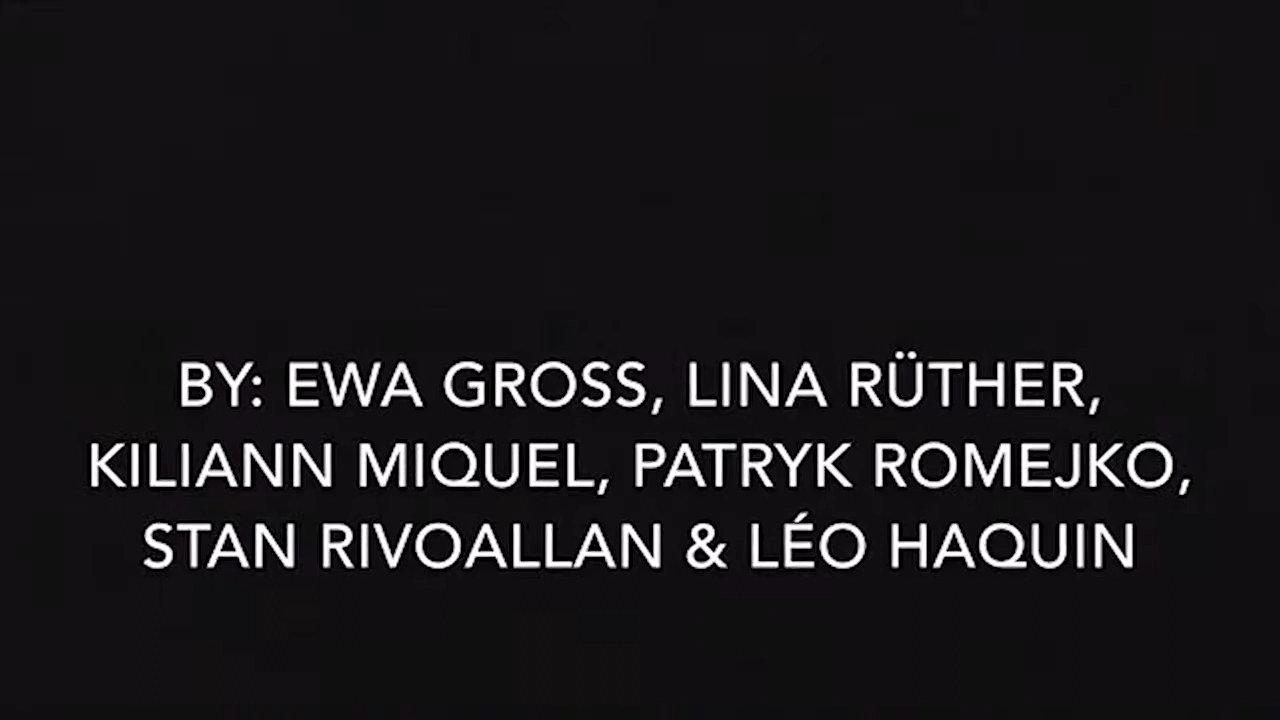 BY: EWA GROSS, LINA RÜTHER,
KILIANN MIQUEL, PATRYK ROMEJKO,
STAN RIVOALLAN & LÉO HAQUIN